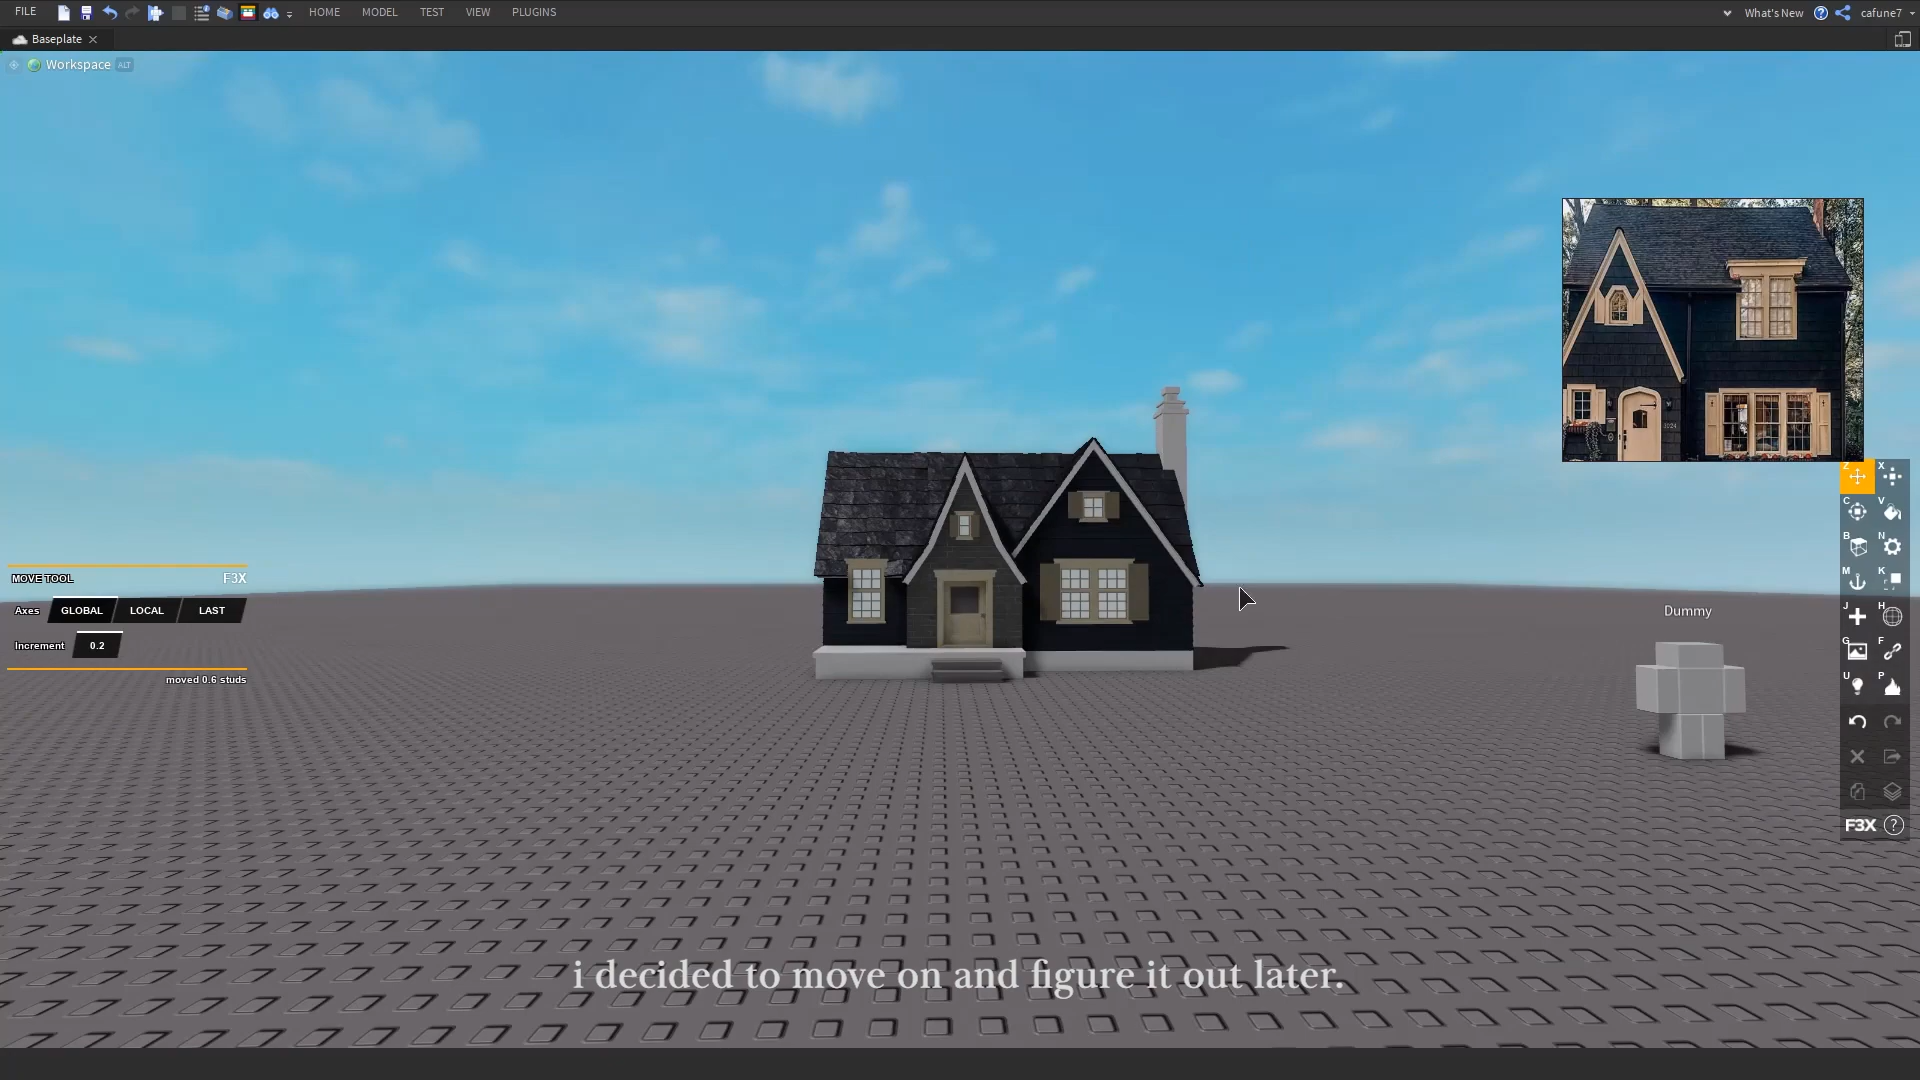 FILE
HOME
MODEL
TEST
VIEW
PLUGINS
What's New
cafune7
Baseplate
Workspace ALT
MOVE TOOL F3X
Axes GLOBAL LOCAL LAST
Increment 0.2
moved 0.6 studs
Dummy
Z X
C V
B N
M K
J H
G F
U P
F3X ?
i decided to move on and figure it out later.